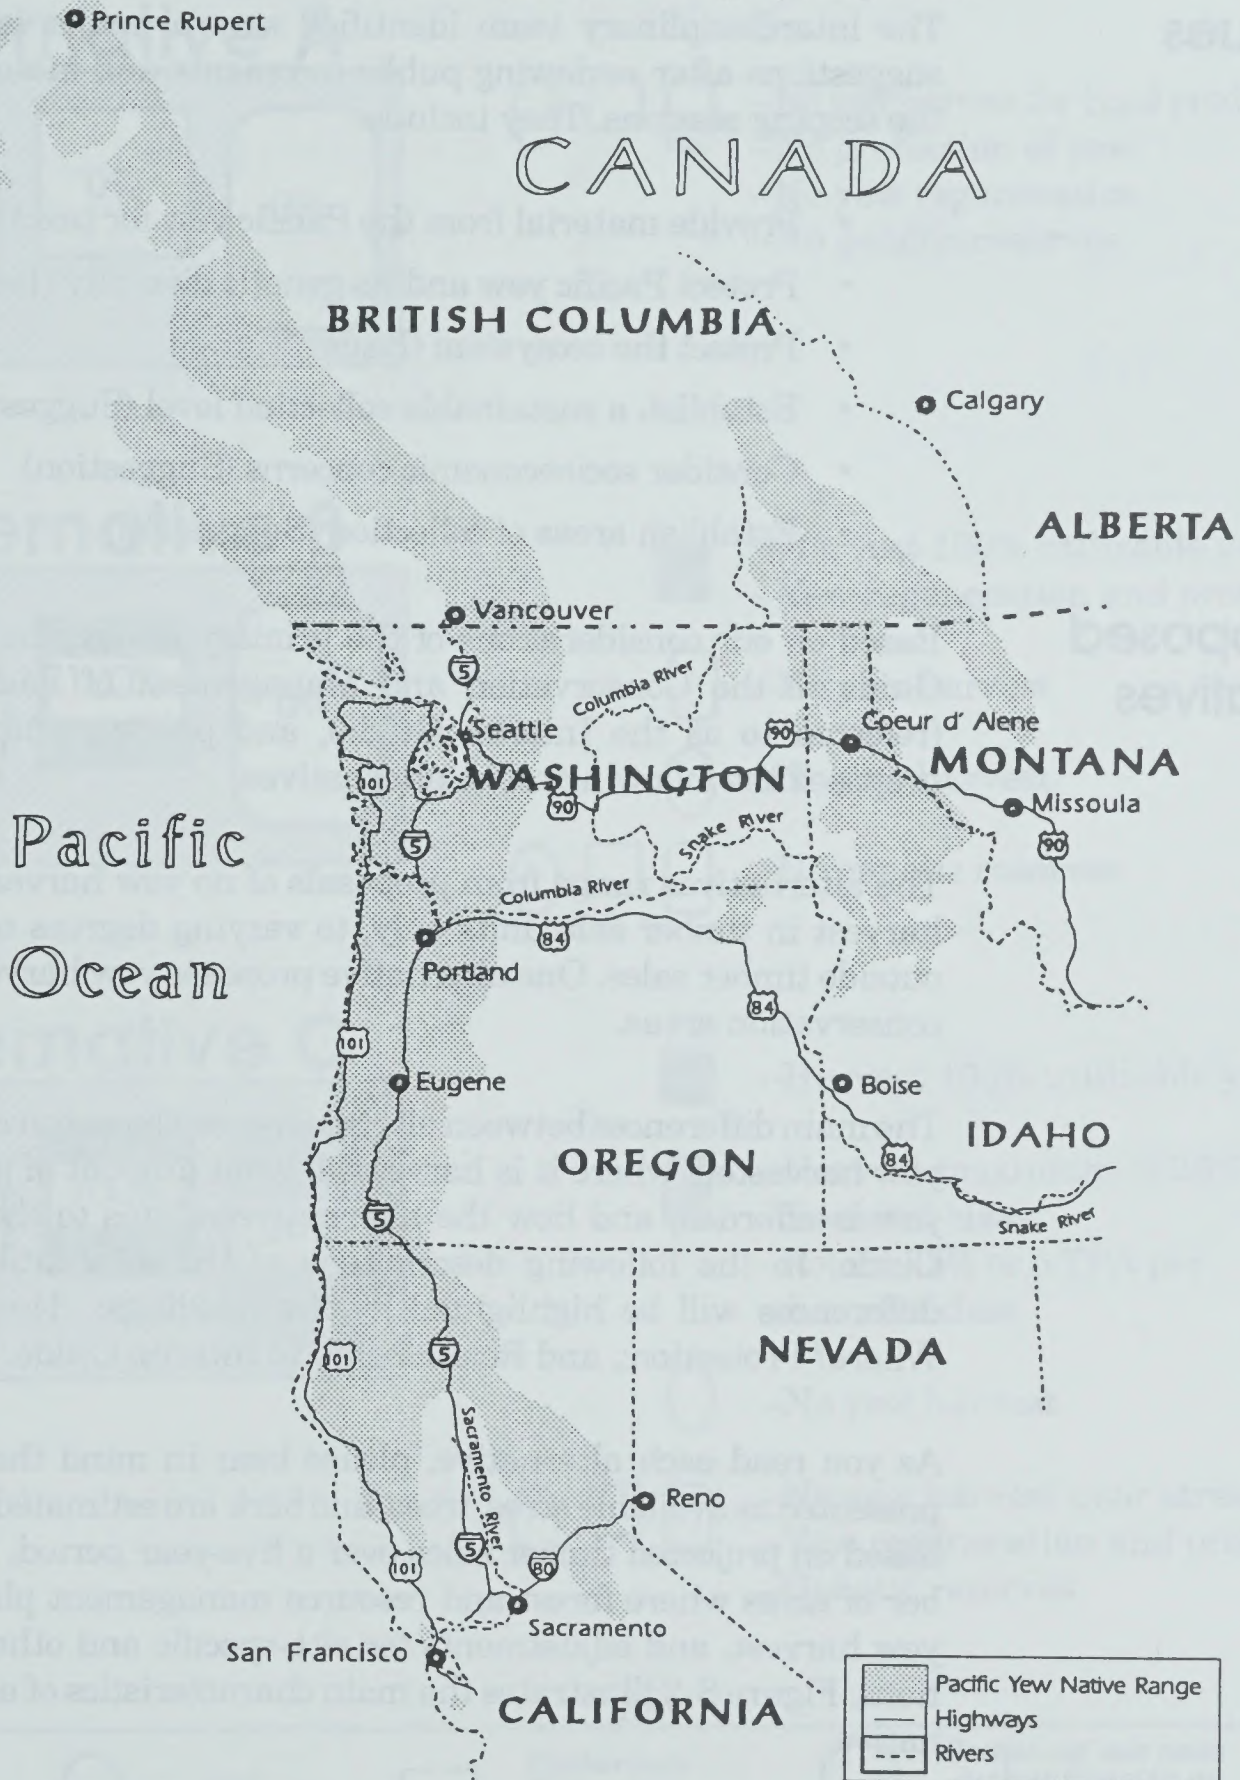 Prince Rupert
CANADA
BRITISH COLUMBIA
Calgary
ALBERTA
Vancouver
5
Columbia River
Seattle
90
Coeur d' Alene
WASHINGTON
MONTANA
101
90
Missoula
Pacific
Ocean
5
Snake River
90
Columbia River
84
Portland
84
101
Eugene
Boise
OREGON
IDAHO
84
5
Snake River
NEVADA
101
5
Sacramento River
Reno
5
80
101
Sacramento
San Francisco
CALIFORNIA
Pacific Yew Native Range
Highways
Rivers